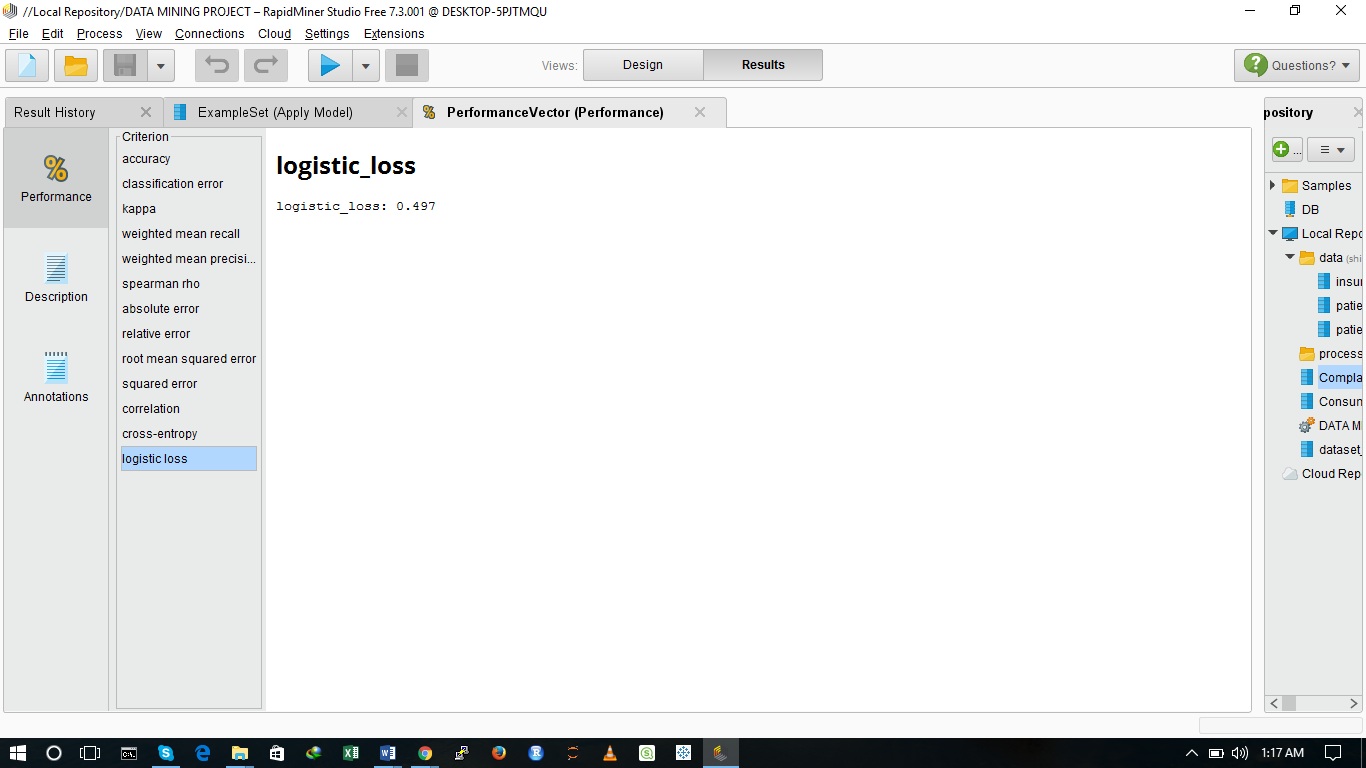 //Local Repository/DATA MINING PROJECT – RapidMiner Studio Free 7.3.001 @ DESKTOP-5PJTMQU
File Edit Process View Connections Cloud Settings Extensions
Views: Design Results Questions?
Result History ExampleSet (Apply Model) PerformanceVector (Performance) pository
Performance
Description
Annotations
Criterion
accuracy
classification error
kappa
weighted mean recall
weighted mean precisi...
spearman rho
absolute error
relative error
root mean squared error
squared error
correlation
cross-entropy
logistic loss
logistic_loss
logistic_loss: 0.497
...
Samples
DB
Local Repo
data (shi
insur
patie
patie
process
Compla
Consun
DATA M
dataset_
Cloud Rep
1:17 AM